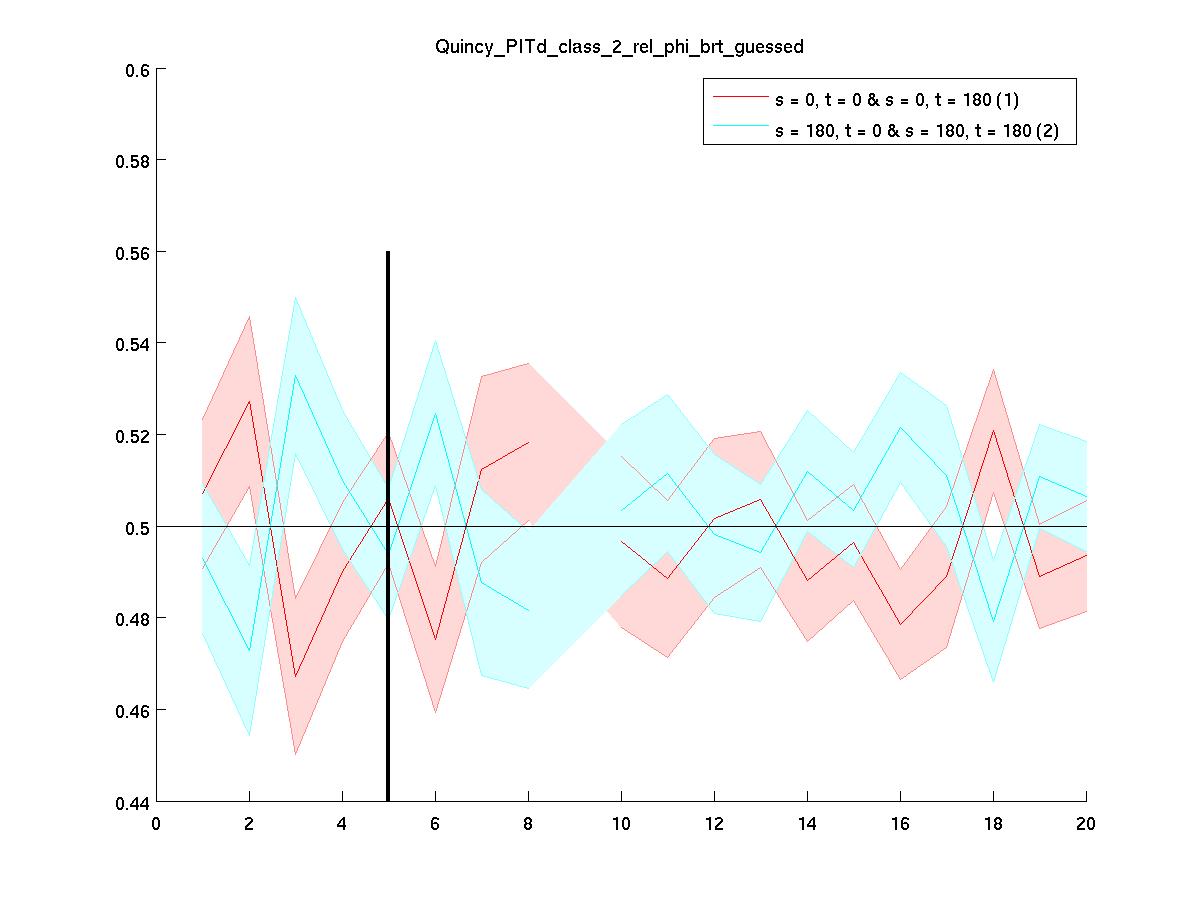 Quincy_PITd_class_2_rel_phi_brt_guessed
s = 0, t = 0 & s = 0, t = 180 (1)
s = 180, t = 0 & s = 180, t = 180 (2)
0.6
0.58
0.56
0.54
0.52
0.5
0.48
0.46
0.44
0 2 4 6 8 10 12 14 16 18 20